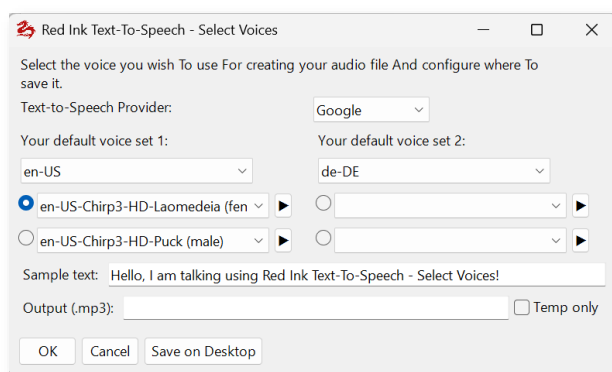 Red Ink Text-To-Speech - Select Voices
Select the voice you wish To use For creating your audio file And configure where To
save it.
Text-to-Speech Provider: Google
Your default voice set 1: Your default voice set 2:
en-US de-DE
en-US-Chirp3-HD-Laomedeia (fen
en-US-Chirp3-HD-Puck (male)
Sample text: Hello, I am talking using Red Ink Text-To-Speech - Select Voices!
Output (.mp3): Temp only
OK Cancel Save on Desktop